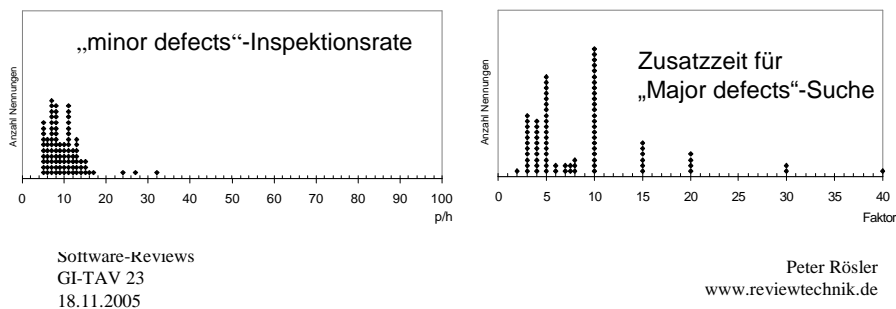 „minor defects“-Inspektionsrate
Anzahl Nennungen
0 10 20 30 40 50 60 70 80 90 100
p/h
Zusatzzeit für
„Major defects“-Suche
Anzahl Nennungen
0 5 10 15 20 25 30 35 40
Faktor
Software-Reviews
GI-TAV 23
18.11.2005
Peter Rösler
www.reviewtechnik.de